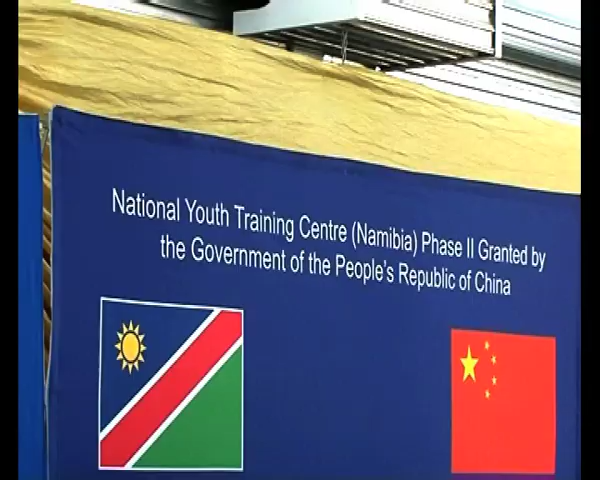 National Youth Training Centre (Namibia) Phase II Granted by
the Government of the People's Republic of China